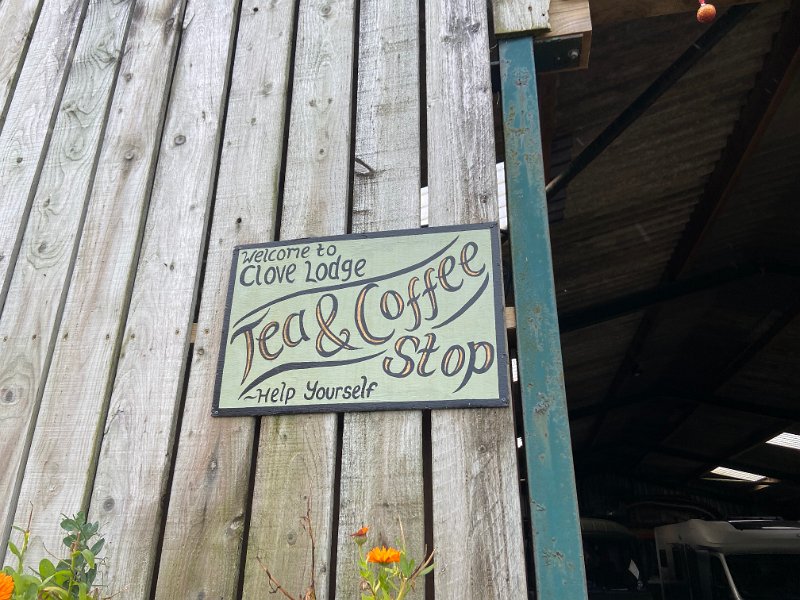 Welcome to
Clove Lodge
Tea & Coffee
Stop
~Help Yourself